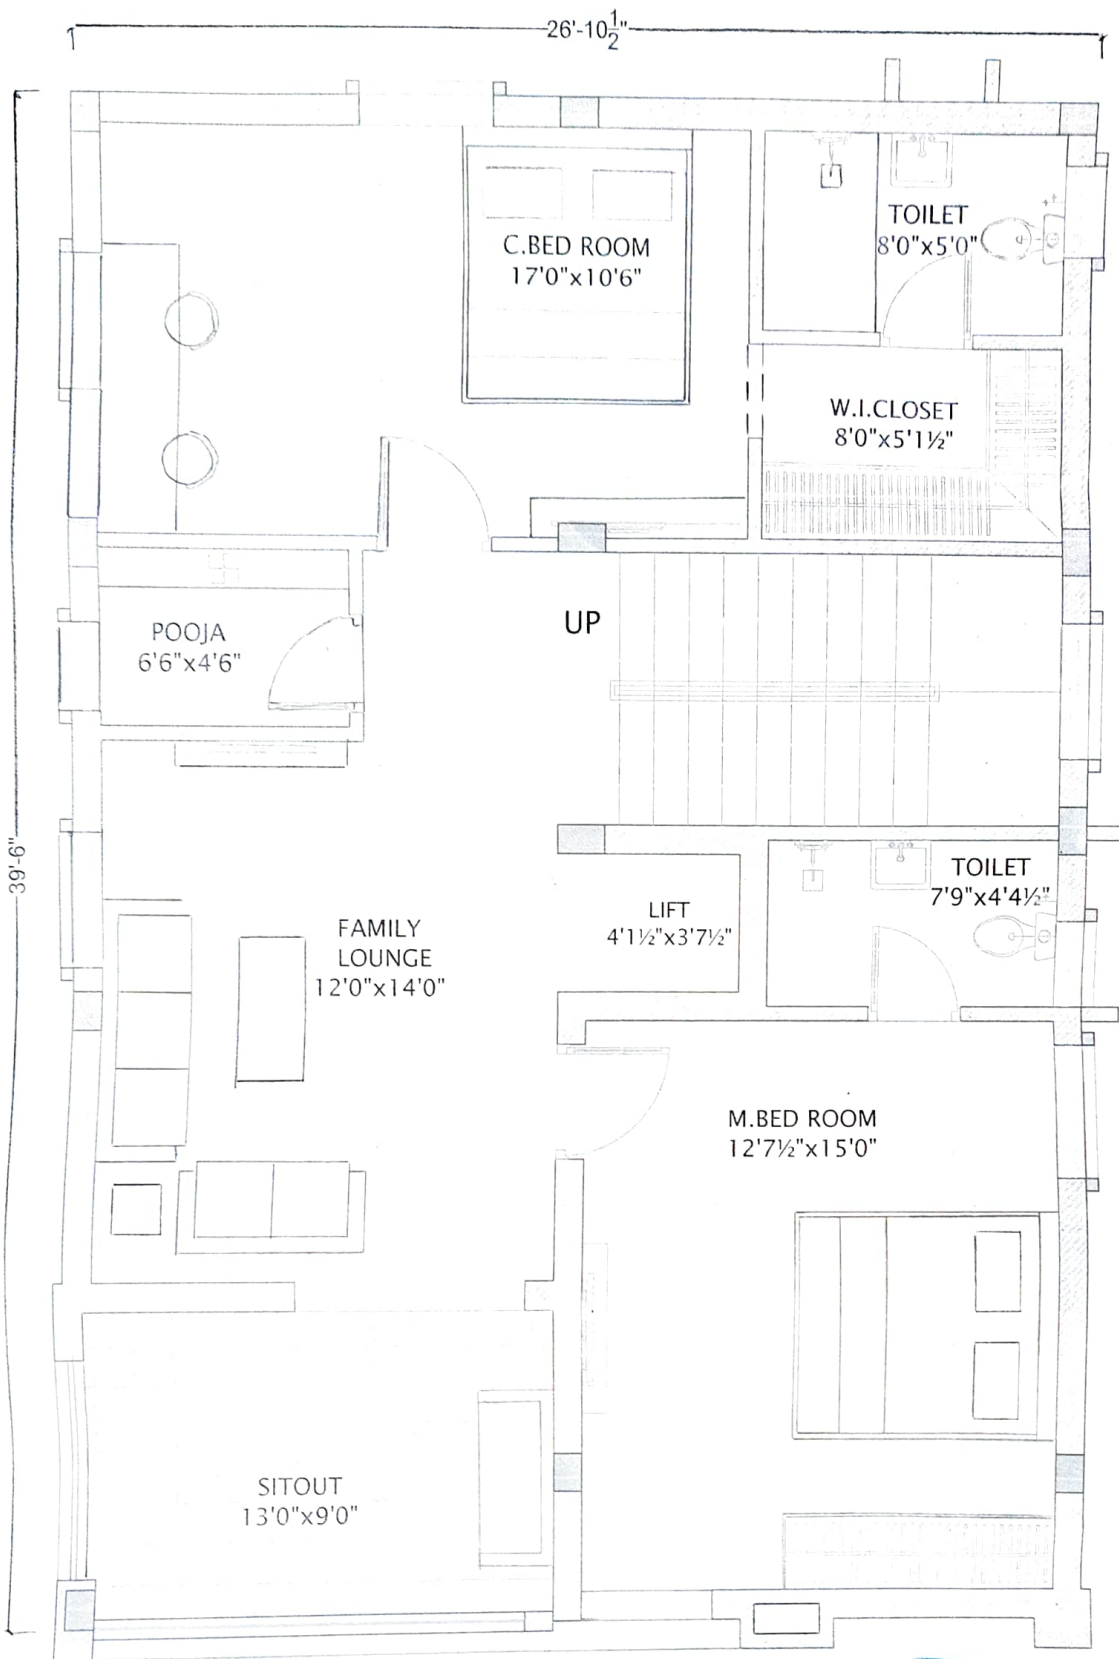 26'-10½"
TOILET
8'0"x5'0"
C.BED ROOM
17'0"x10'6"
W.I.CLOSET
8'0"x5'1½"
UP
POOJA
6'6"x4'6"
39'-6"
TOILET
7'9"x4'4½"
LIFT
4'1½"x3'7½"
FAMILY
LOUNGE
12'0"x14'0"
M.BED ROOM
12'7½"x15'0"
SITOUT
13'0"x9'0"